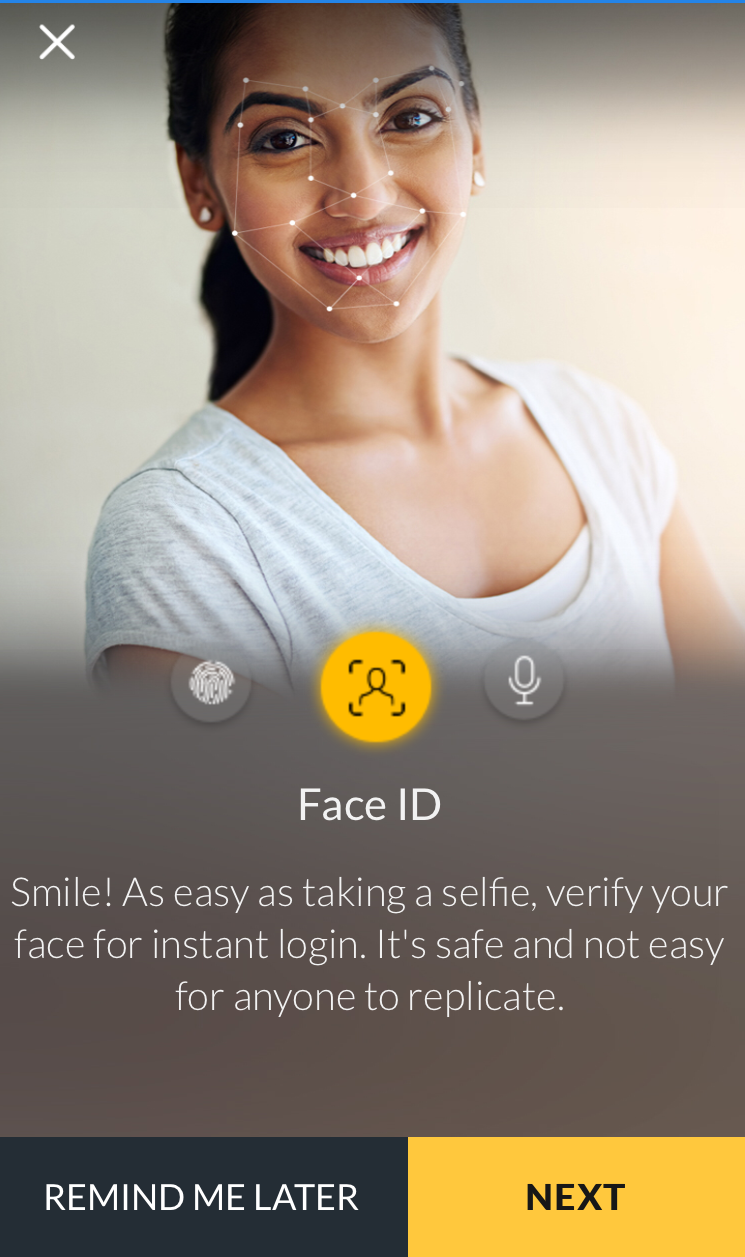 Face ID
Smile! As easy as taking a selfie, verify your
face for instant login. It's safe and not easy
for anyone to replicate.
REMIND ME LATER
NEXT